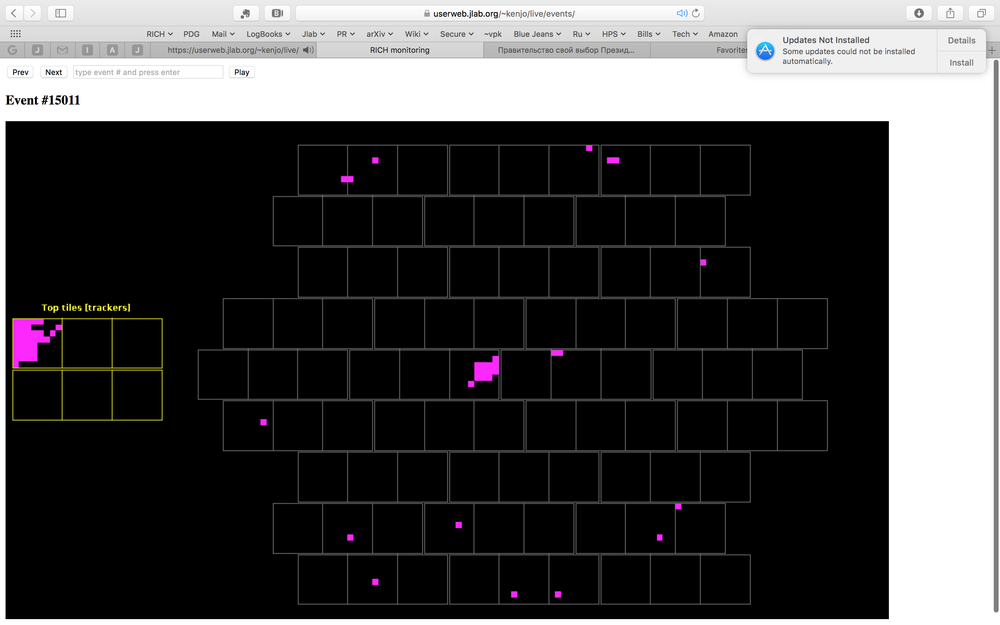 userweb.jlab.org/~kenjo/live/events/
RICH PDG Mail LogBooks Jlab PR arXiv Wiki Secure ~vpk Blue Jeans Ru HPS Bills Tech Amazon
G J I A J https://userweb.jlab.org/~kenjo/live/ RICH monitoring Правительство свой выбор Презид... Favorites
Updates Not Installed
Some updates could not be installed
automatically.
Details
Install
Prev Next type event # and press enter Play
Event #15011
Top tiles [trackers]